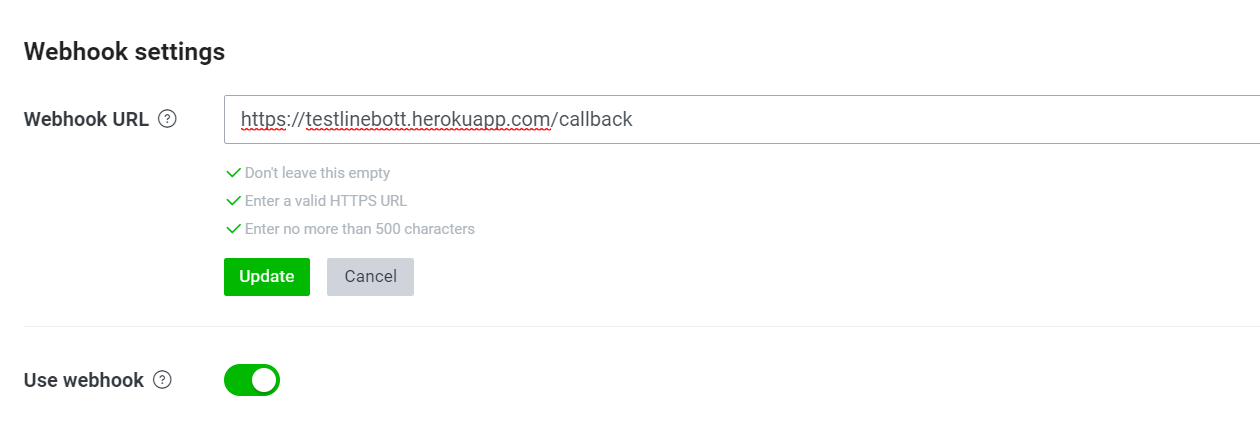 Webhook settings
Webhook URL ?
https://testlinebott.herokuapp.com/callback
Don't leave this empty
Enter a valid HTTPS URL
Enter no more than 500 characters
Update Cancel
Use webhook ?